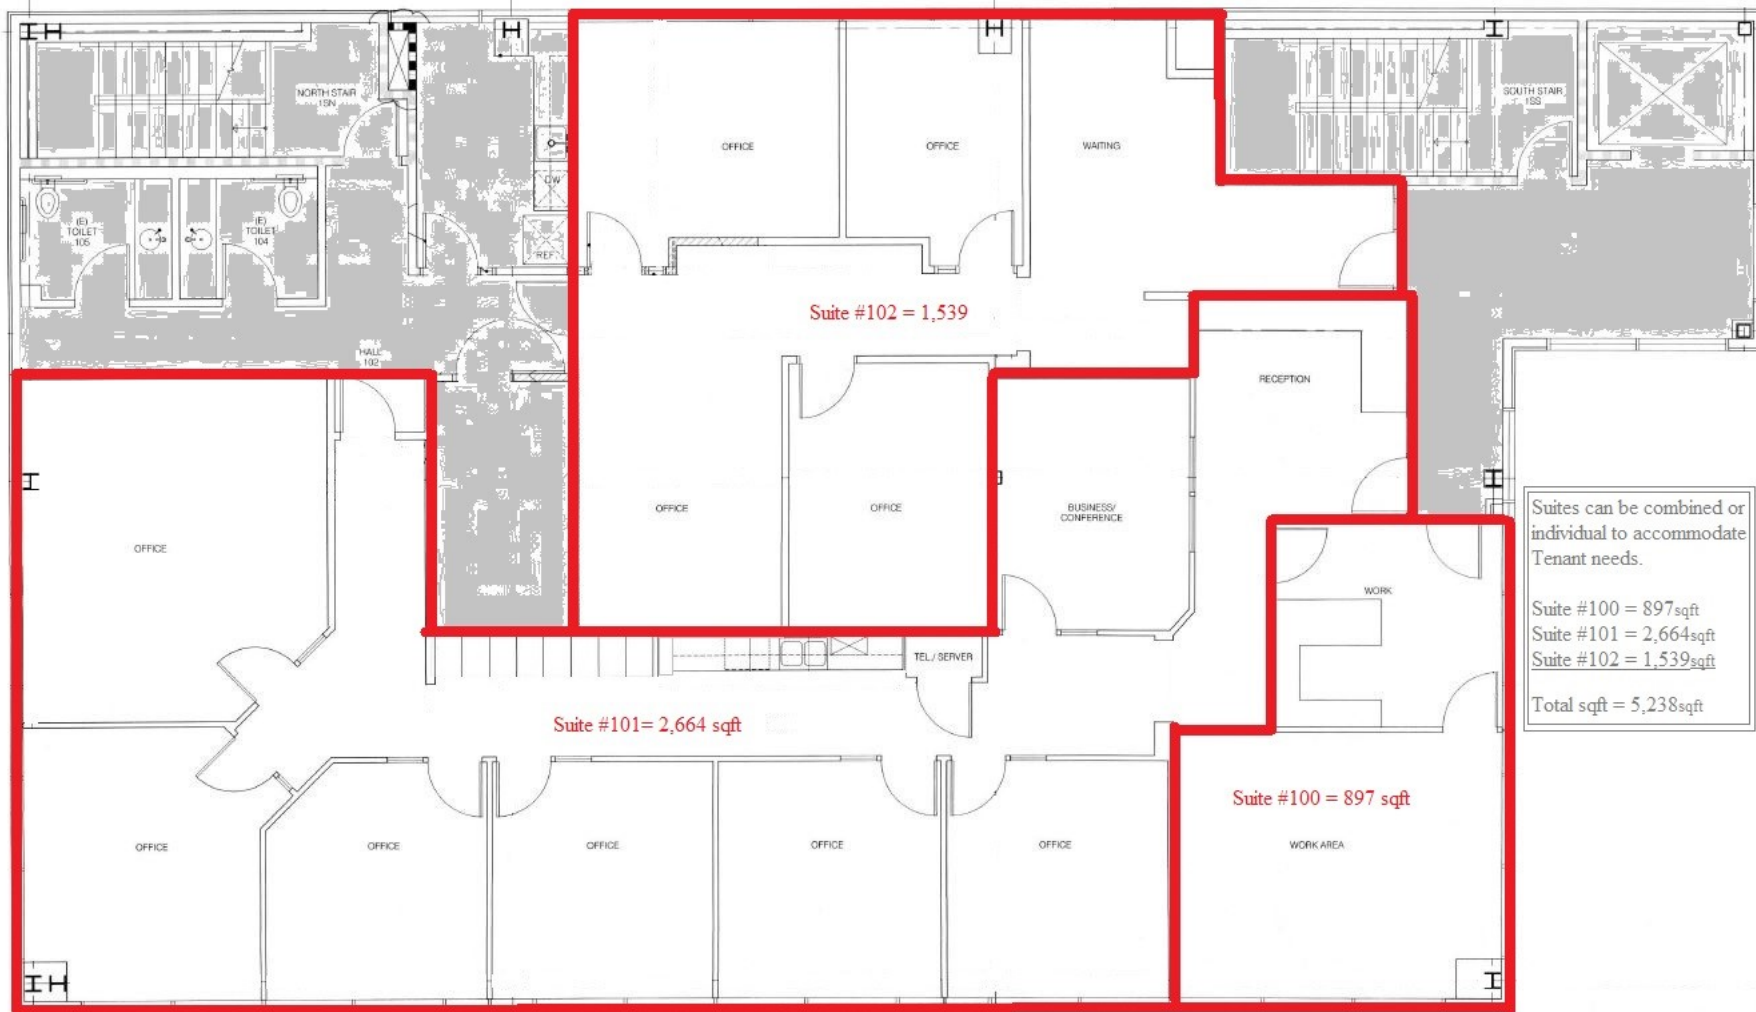 NORTH STAIR
1SN
SOUTH STAIR
1SS
OFFICE
OFFICE
WAITING
DW
(E)
TOILET
105
(E)
TOILET
104
REF.
Suite #102 = 1,539
HALL
102
RECEPTION
OFFICE
OFFICE
BUSINESS/
CONFERENCE
OFFICE
WORK
Suites can be combined or
individual to accommodate
Tenant needs.
Suite #100 = 897sqft
Suite #101 = 2,664sqft
Suite #102 = 1,539sqft
Total sqft = 5,238sqft
TEL./ SERVER
Suite #101= 2,664 sqft
Suite #100 = 897 sqft
OFFICE
OFFICE
OFFICE
OFFICE
OFFICE
WORK AREA